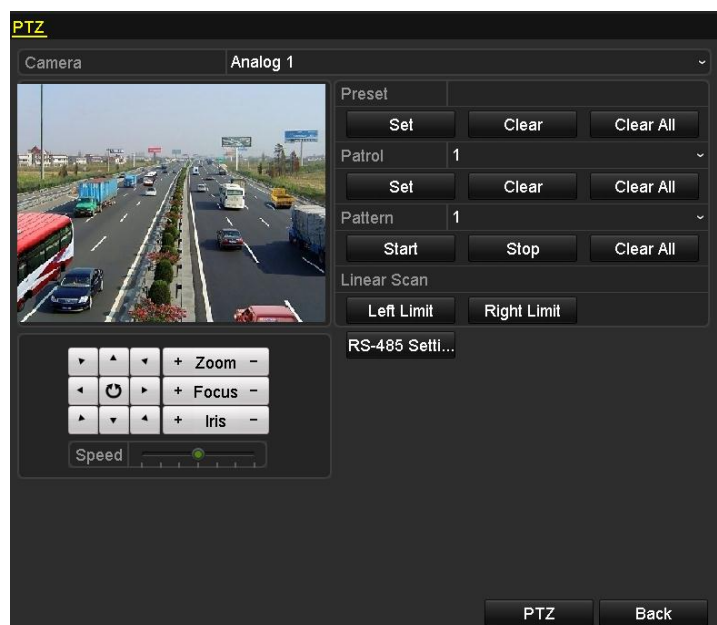 PTZ
Camera Analog 1
Preset
Set Clear Clear All
Patrol 1
Set Clear Clear All
Pattern 1
Start Stop Clear All
Linear Scan
Left Limit Right Limit
RS-485 Setti...
+ Zoom -
+ Focus -
+ Iris -
Speed
PTZ Back